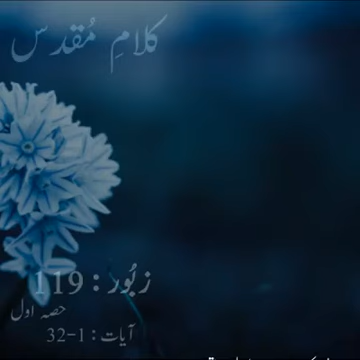 کلامِ مُقدس
زبُور : 119
حصہ اول
آیات : 1-32